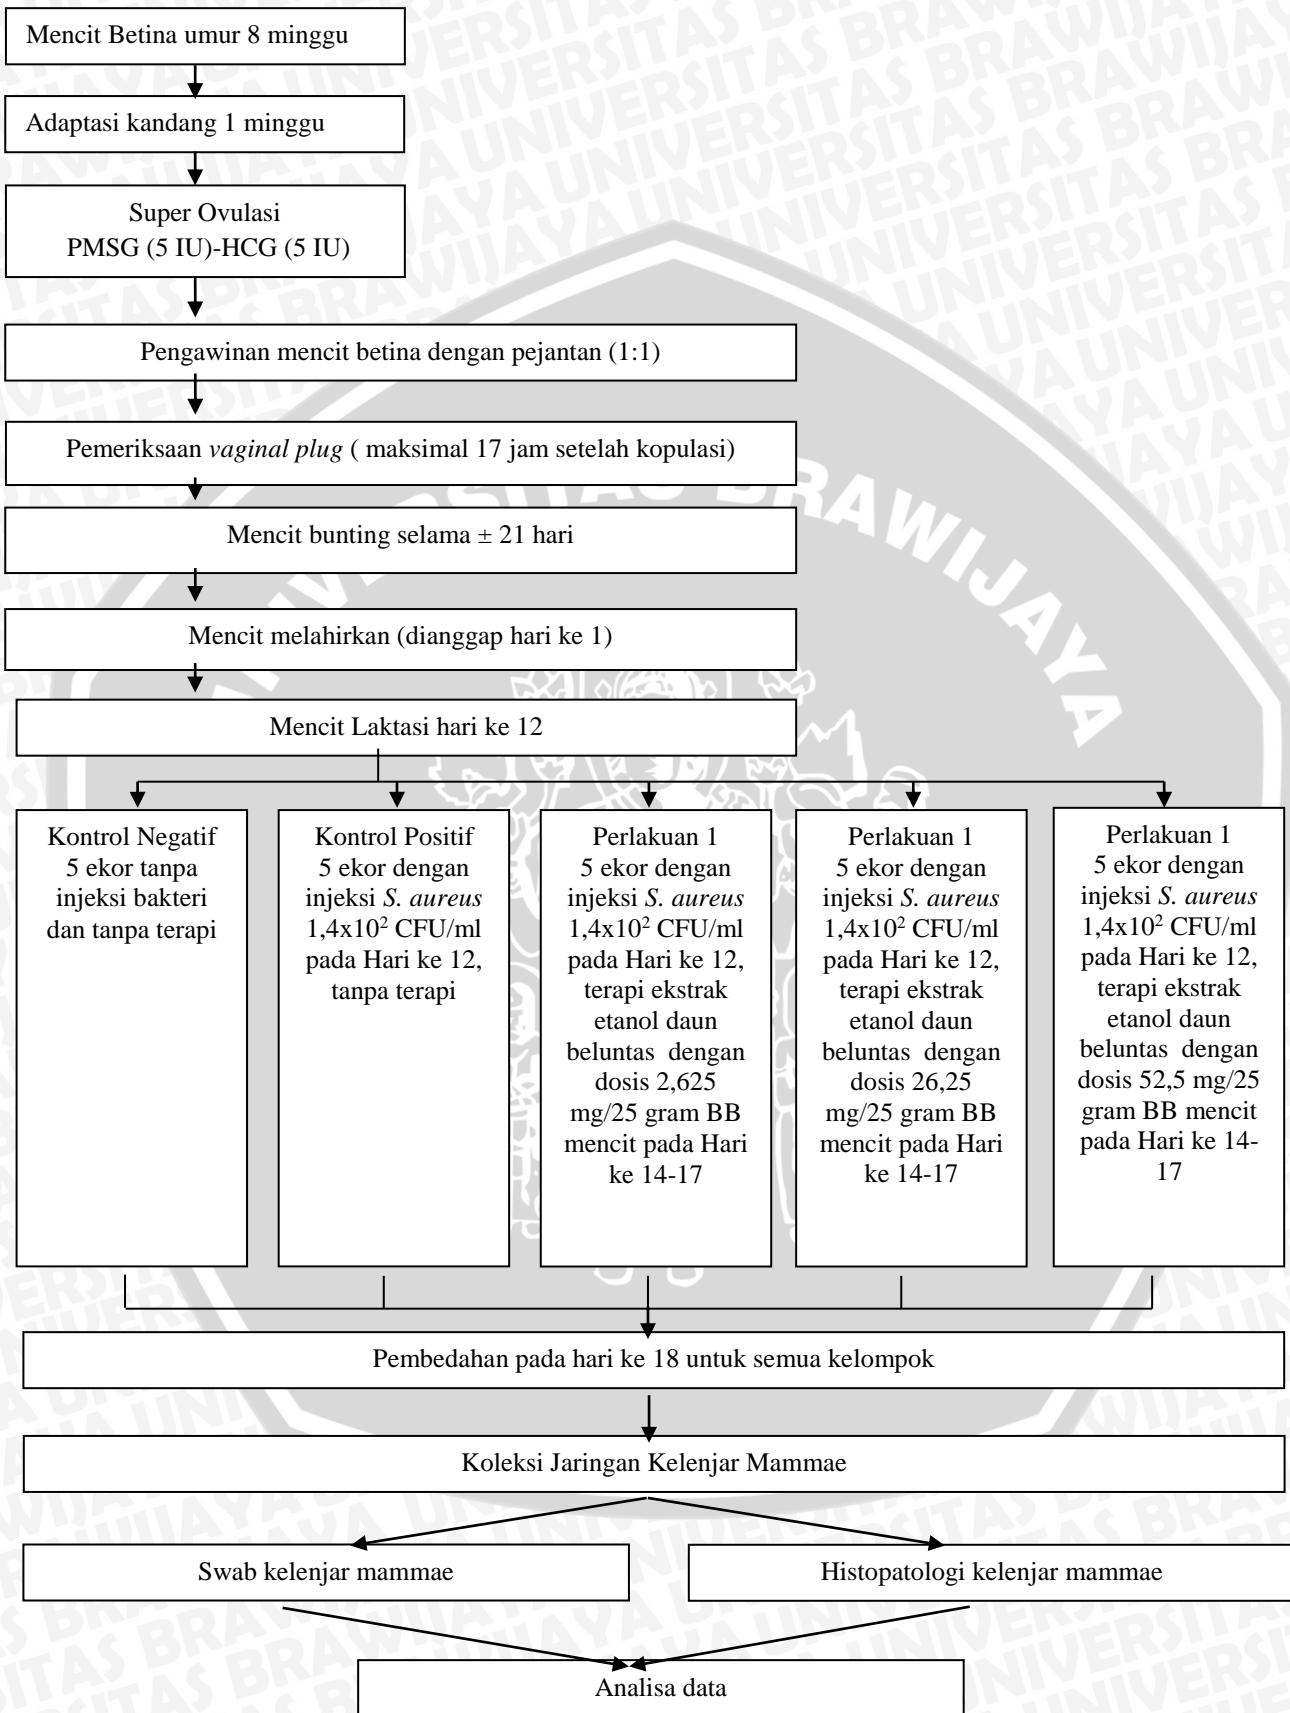 Mencit Betina umur 8 minggu
Adaptasi kandang 1 minggu
Super Ovulasi
PMSG (5 IU)-HCG (5 IU)
Pengawinan mencit betina dengan pejantan (1:1)
Pemeriksaan vaginal plug ( maksimal 17 jam setelah kopulasi)
UNIVERSITAS BRAWIJAYA
Mencit bunting selama ± 21 hari
Mencit melahirkan (dianggap hari ke 1)
Mencit Laktasi hari ke 12
Kontrol Negatif
5 ekor tanpa
injeksi bakteri
dan tanpa terapi
Kontrol Positif
5 ekor dengan
injeksi S. aureus
1,4x10² CFU/ml
pada Hari ke 12,
tanpa terapi
Perlakuan 1
5 ekor dengan
injeksi S. aureus
1,4x10² CFU/ml
pada Hari ke 12,
terapi ekstrak
etanol daun
beluntas dengan
dosis 2,625
mg/25 gram BB
mencit pada Hari
ke 14-17
Perlakuan 1
5 ekor dengan
injeksi S. aureus
1,4x10² CFU/ml
pada Hari ke 12,
terapi ekstrak
etanol daun
beluntas dengan
dosis 26,25
mg/25 gram BB
mencit pada Hari
ke 14-17
Perlakuan 1
5 ekor dengan
injeksi S. aureus
1,4x10² CFU/ml
pada Hari ke 12,
terapi ekstrak
etanol daun
beluntas dengan
dosis 52,5 mg/25
gram BB mencit
pada Hari ke 14-
17
Pembedahan pada hari ke 18 untuk semua kelompok
Koleksi Jaringan Kelenjar Mammae
Swab kelenjar mammae
Histopatologi kelenjar mammae
Analisa data